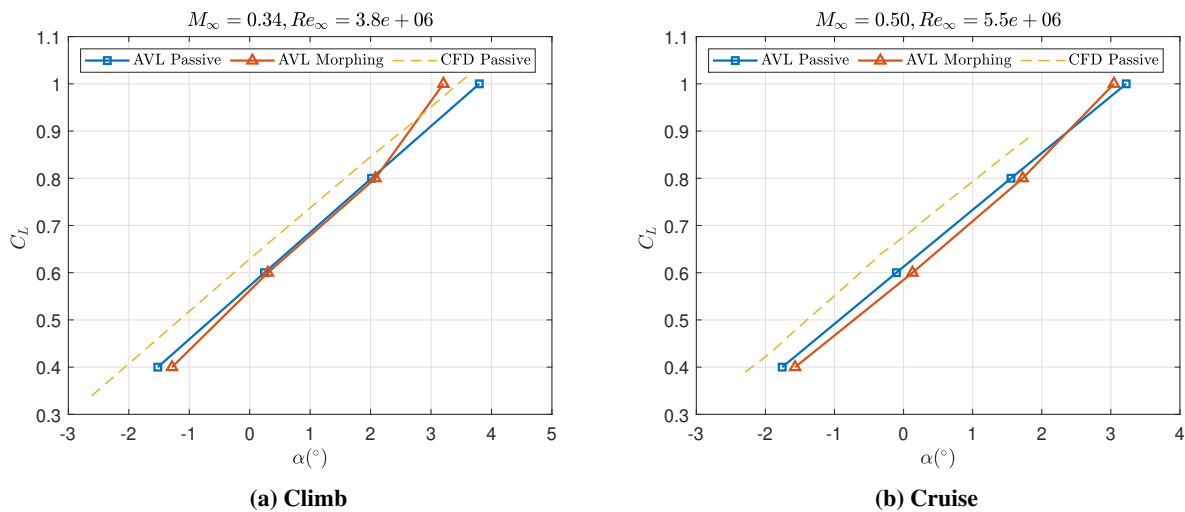 M∞ = 0.34, Re∞ = 3.8e + 06
1.1
1
0.9
0.8
0.7
0.6
0.5
0.4
0.3
C_L
AVL Passive AVL Morphing CFD Passive
-3 -2 -1 0 1 2 3 4 5
α(°)
(a) Climb
M∞ = 0.50, Re∞ = 5.5e + 06
1.1
1
0.9
0.8
0.7
0.6
0.5
0.4
0.3
C_L
AVL Passive AVL Morphing CFD Passive
-3 -2 -1 0 1 2 3 4
α(°)
(b) Cruise